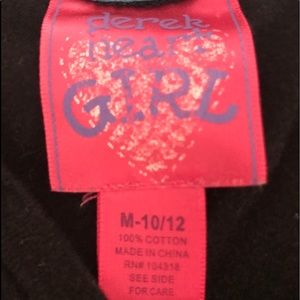 derek
heart
GIRL
M-10/12
100% COTTON
MADE IN CHINA
RN# 104318
SEE SIDE
FOR CARE